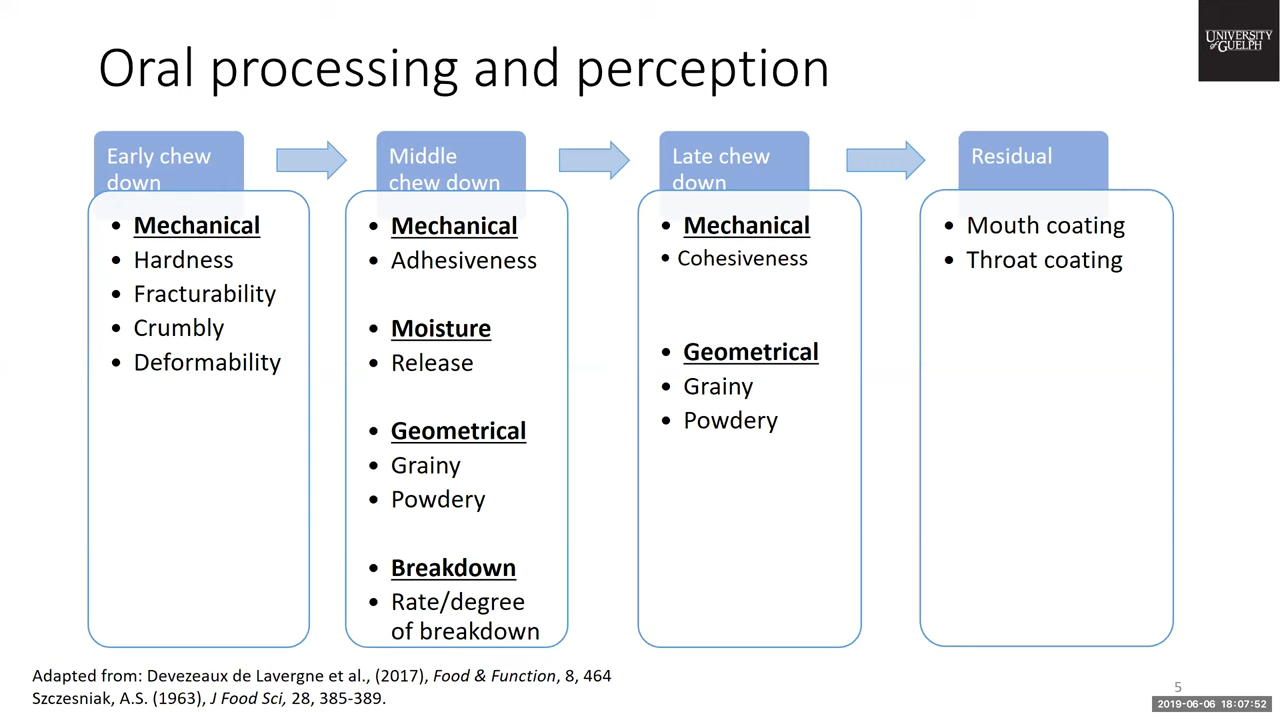 UNIVERSITY
of GUELPH
Oral processing and perception
Early chew
down
• Mechanical
• Hardness
• Fracturability
• Crumbly
• Deformability
Middle
chew down
• Mechanical
• Adhesiveness
• Moisture
• Release
• Geometrical
• Grainy
• Powdery
• Breakdown
• Rate/degree
of breakdown
Late chew
down
• Mechanical
• Cohesiveness
• Geometrical
• Grainy
• Powdery
Residual
• Mouth coating
• Throat coating
Adapted from: Devezeaux de Lavergne et al., (2017), Food & Function, 8, 464
Szczesniak, A.S. (1963), J Food Sci, 28, 385-389.
5
2019-06-06 18:07:52